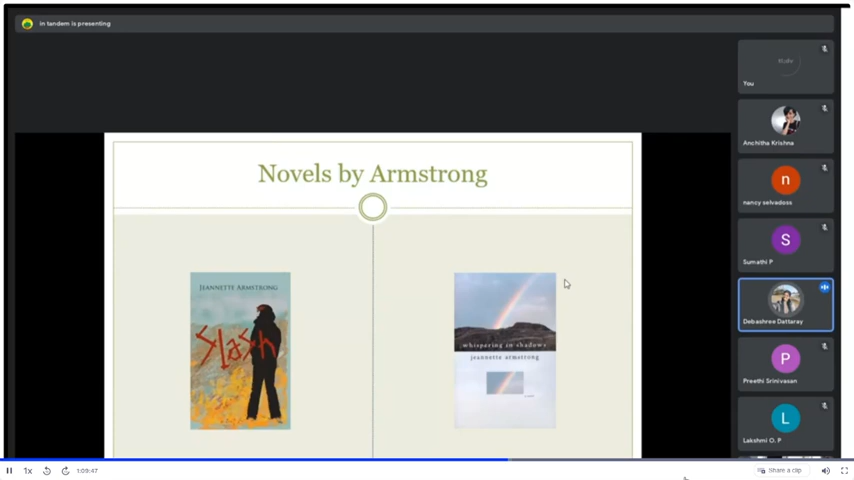 in tandem is presenting
You
Anchitha Krishna
n
nancy selvadoss
S
Sumathi P
Debashree Dattaray
P
Preethi Srinivasan
L
Lakshmi O. P
Novels by Armstrong
JEANNETTE ARMSTRONG
Slash
whispering in shadows
jeannette armstrong
1x
1:09:47
Share a clip